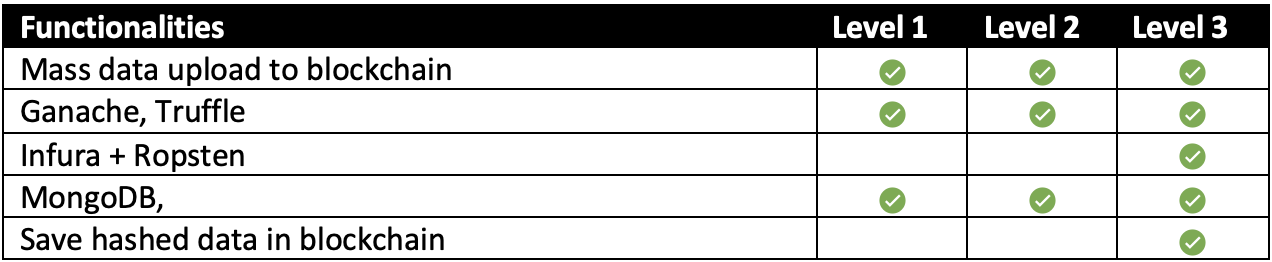 Functionalities Level 1 Level 2 Level 3
Mass data upload to blockchain
Ganache, Truffle
Infura + Ropsten
MongoDB,
Save hashed data in blockchain